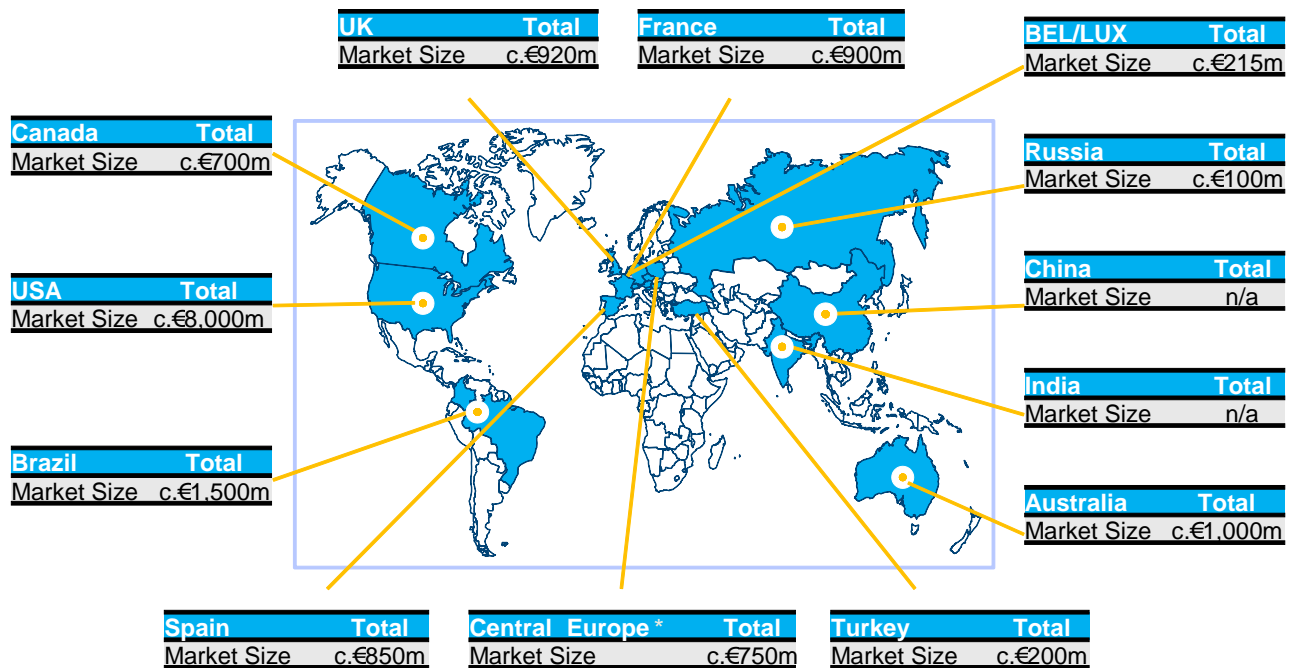 UK Total
Market Size c.€920m
France Total
Market Size c.€900m
BEL/LUX Total
Market Size c.€215m
Canada Total
Market Size c.€700m
Russia Total
Market Size c.€100m
USA Total
Market Size c.€8,000m
China Total
Market Size n/a
India Total
Market Size n/a
Brazil Total
Market Size c.€1,500m
Australia Total
Market Size c.€1,000m
Spain Total
Market Size c.€850m
Central Europe * Total
Market Size c.€750m
Turkey Total
Market Size c.€200m